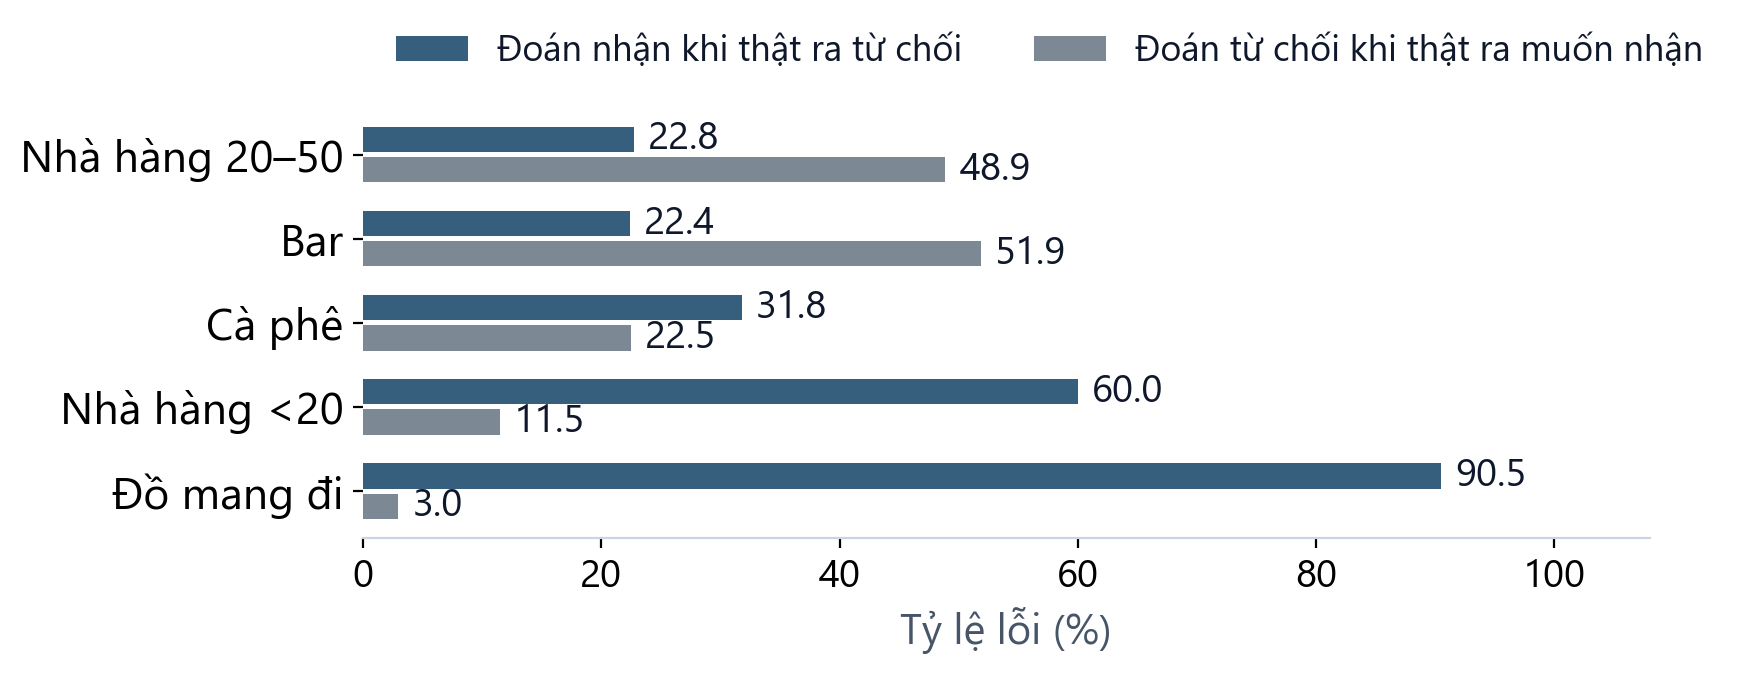 Đoán nhận khi thật ra từ chối
Đoán từ chối khi thật ra muốn nhận
Nhà hàng 20–50
22.8
48.9
Bar
22.4
51.9
Cà phê
31.8
22.5
Nhà hàng <20
60.0
11.5
Đồ mang đi
90.5
3.0
0 20 40 60 80 100
Tỷ lệ lỗi (%)